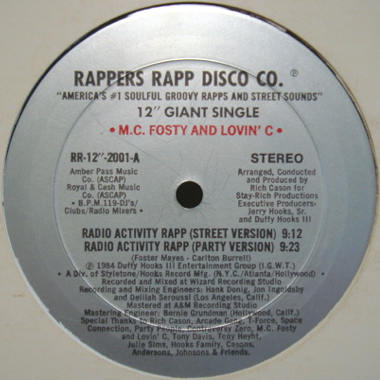 RAPPERS RAPP DISCO CO. ℗
"AMERICA'S #1 SOULFUL GROOVY RAPPS AND STREET SOUNDS"
12" GIANT SINGLE
• M.C. FOSTY AND LOVIN' C •
RR-12"-2001-A
STEREO
Amber Pass Music
Co. (ASCAP)
Royal & Cash Music
Co. (ASCAP)
• B.P.M. 119-DJ's/
Clubs/Radio Mixers •
Arranged, Conducted
and Produced by
Rich Cason for
Stay-Rich Productions
Executive Producers:
Jerry Hooks, Sr.
and Duffy Hooks III
RADIO ACTIVITY RAPP (STREET VERSION) 9:12
RADIO ACTIVITY RAPP (PARTY VERSION) 9:23
(Foster Mayes - Carlton Burrell)
℗ 1984 Duffy Hooks III Entertainment Group (I.G.W.T.)
• A Div. of Styletone/Hooks Record Mfg. (N.Y.C./Atlanta/Hollywood) •
Recorded and Mixed at Wizard Recording Studio
Recording and Mixing Engineers: Hank Donig, Jon Ingoldsby
and Delilah Seroussi (Los Angeles, Calif.)
Mastered at A&M Recording Studio
Mastering Engineer: Bernie Grundman (Hollywood, Calif.)
Special Thanks to Rich Cason, Arcade Gang, T-Force, Space
Connection, Party People, Controversy Zero, M.C. Fosty
and Lovin' C, Tony Davis, Tony Heyht,
Julie Sims, Hooks Family, Casons,
Andersons, Johnsons & Friends.